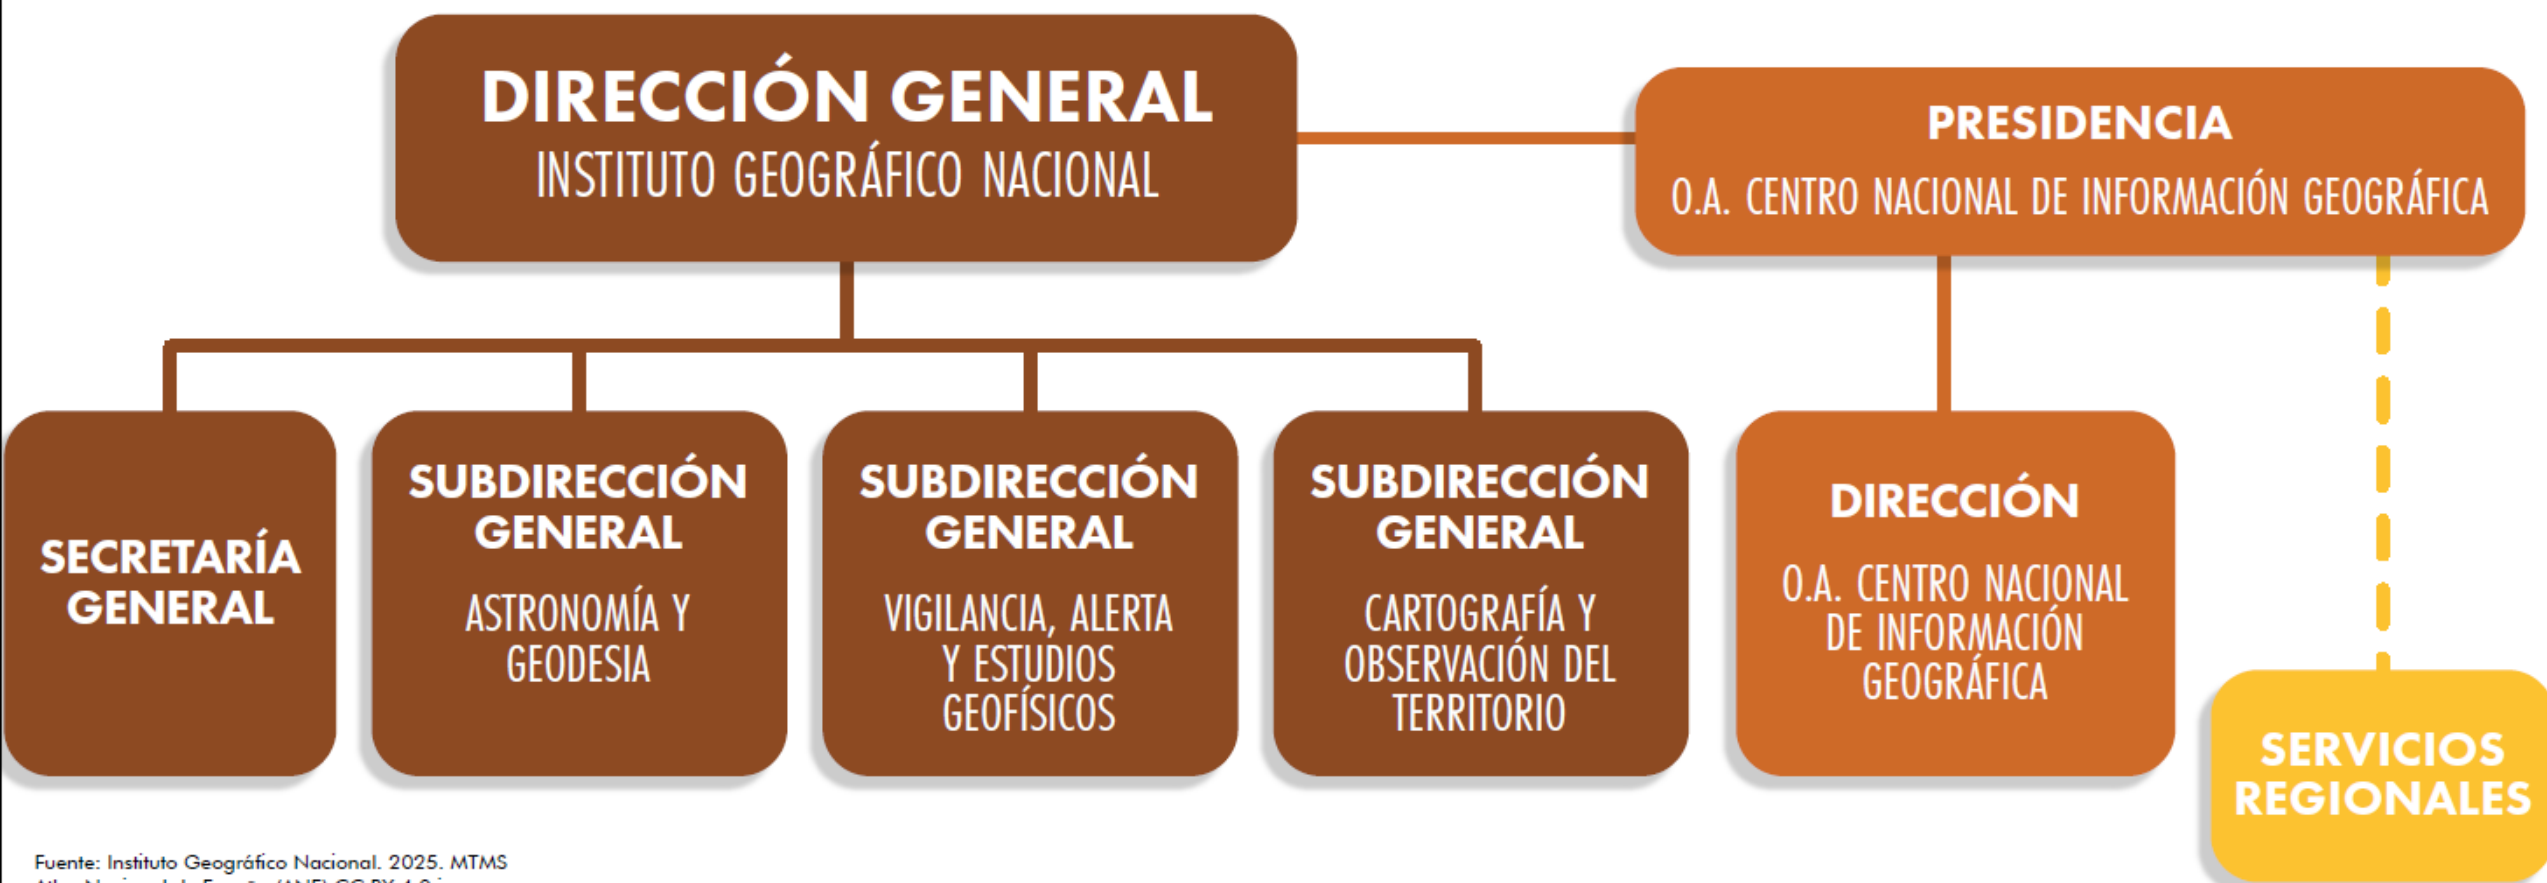 DIRECCIÓN GENERAL
INSTITUTO GEOGRÁFICO NACIONAL
PRESIDENCIA
O.A. CENTRO NACIONAL DE INFORMACIÓN GEOGRÁFICA
SECRETARÍA
GENERAL
SUBDIRECCIÓN
GENERAL
ASTRONOMÍA Y
GEODESIA
SUBDIRECCIÓN
GENERAL
VIGILANCIA, ALERTA
Y ESTUDIOS
GEOFÍSICOS
SUBDIRECCIÓN
GENERAL
CARTOGRAFÍA Y
OBSERVACIÓN DEL
TERRITORIO
DIRECCIÓN
O.A. CENTRO NACIONAL
DE INFORMACIÓN
GEOGRÁFICA
SERVICIOS
REGIONALES
Fuente: Instituto Geográfico Nacional. 2025. MTMS